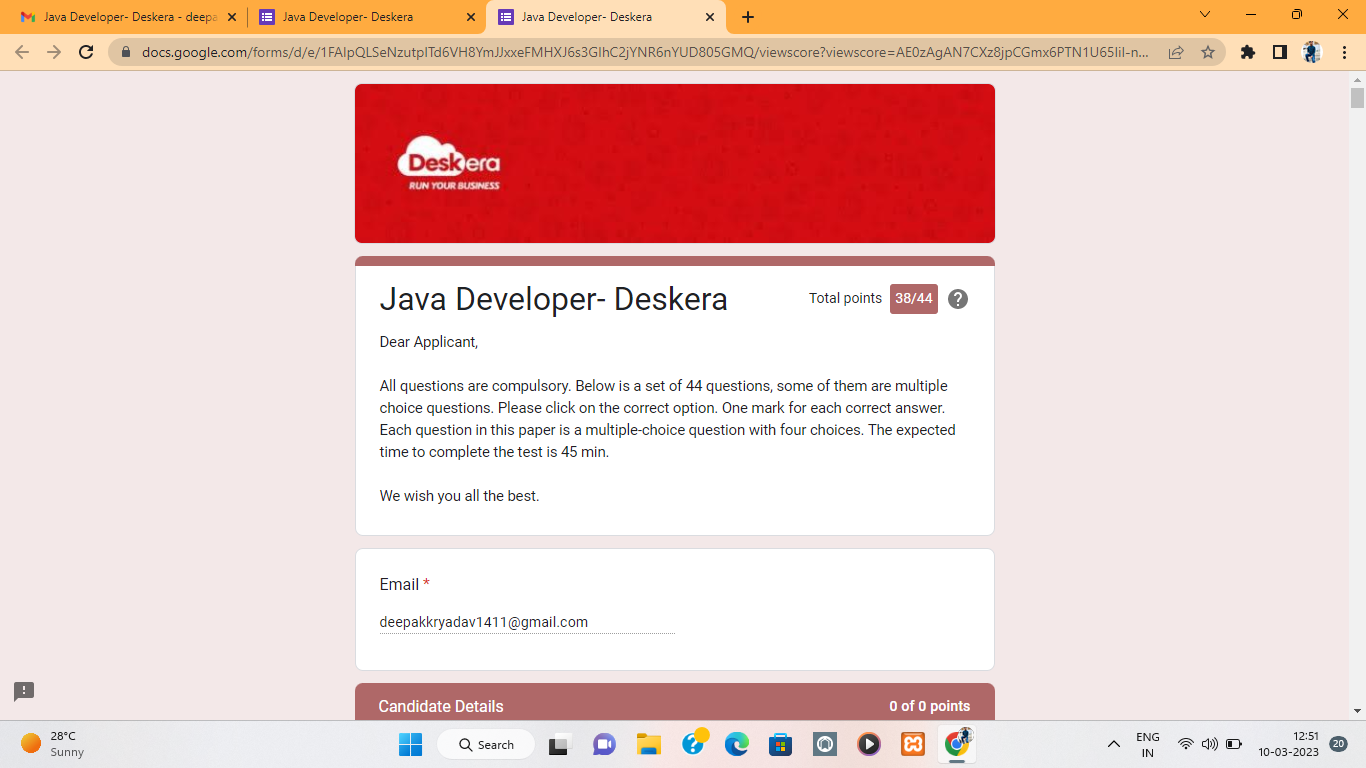 Java Developer- Deskera - deepa
Java Developer- Deskera
Java Developer- Deskera
docs.google.com/forms/d/e/1FAIpQLSeNzutpITd6VH8YmJJxxeFMHXJ6s3GIhC2jYNR6nYUD805GMQ/viewscore?viewscore=AE0zAgAN7CXz8jpCGmx6PTN1U65liI-n...
Deskera
RUN YOUR BUSINESS
Java Developer- Deskera
Total points 38/44
Dear Applicant,
All questions are compulsory. Below is a set of 44 questions, some of them are multiple
choice questions. Please click on the correct option. One mark for each correct answer.
Each question in this paper is a multiple-choice question with four choices. The expected
time to complete the test is 45 min.
We wish you all the best.
Email *
deepakkryadav1411@gmail.com
Candidate Details
0 of 0 points
28°C
Sunny
Search
ENG
IN
12:51
10-03-2023
20